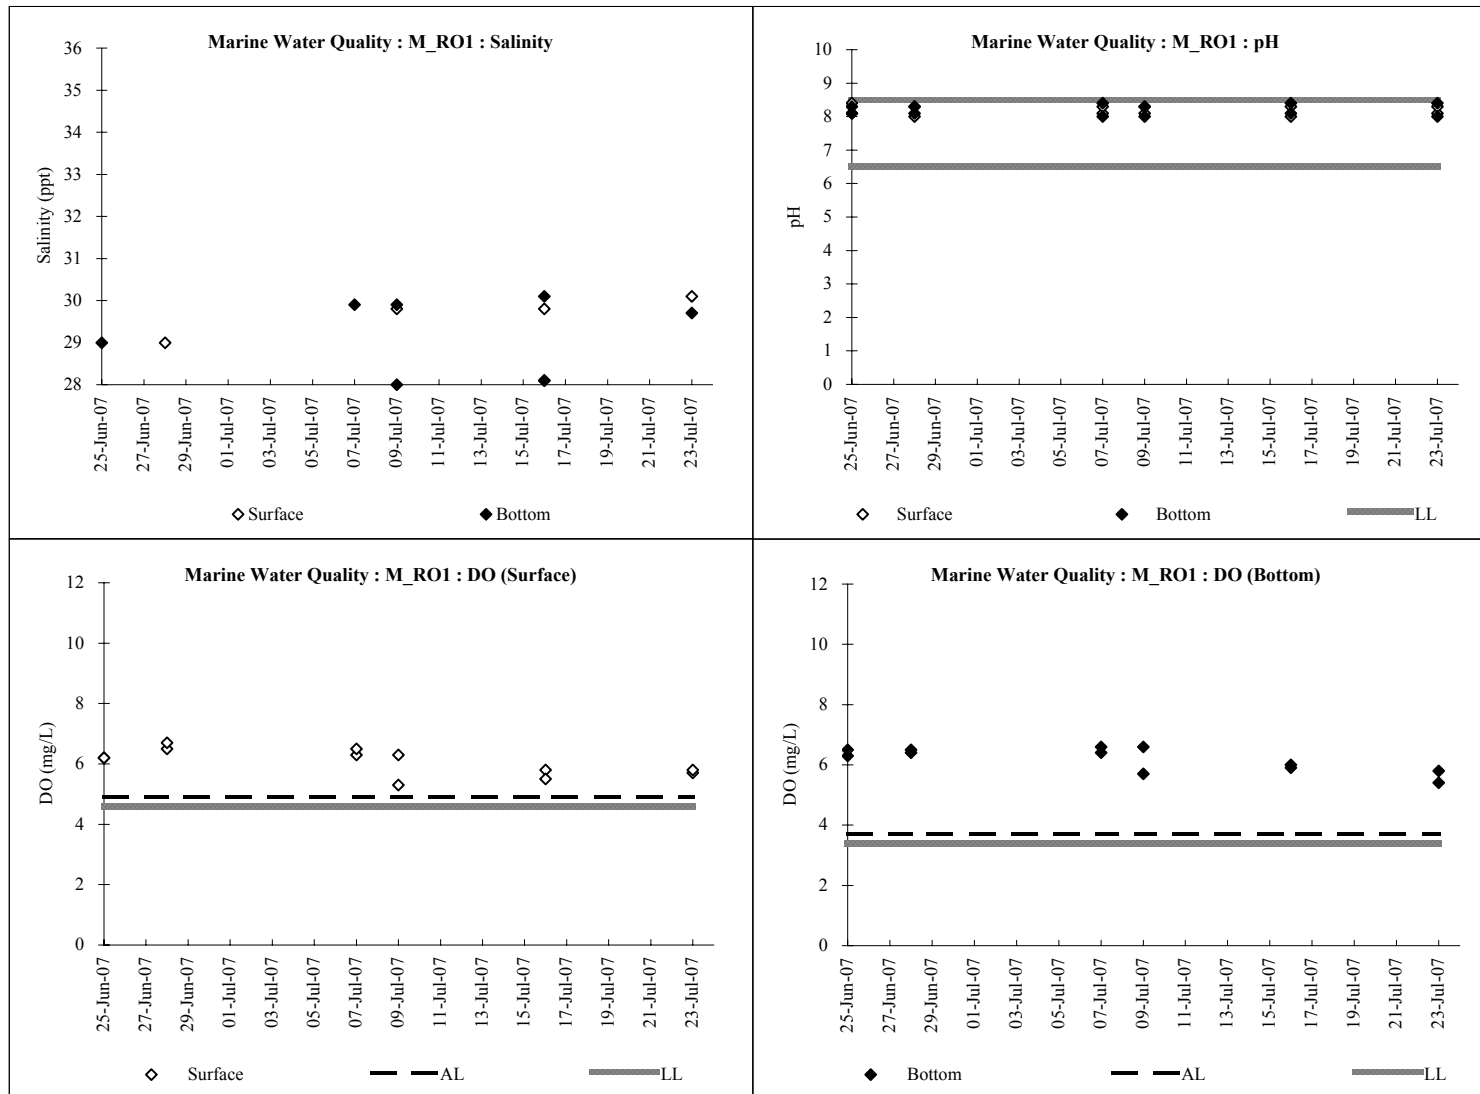 Marine Water Quality : M_RO1 : Salinity
36
35
34
33
32
31
30
29
28
Salinity (ppt)
25-Jun-07
27-Jun-07
29-Jun-07
01-Jul-07
03-Jul-07
05-Jul-07
07-Jul-07
09-Jul-07
11-Jul-07
13-Jul-07
15-Jul-07
17-Jul-07
19-Jul-07
21-Jul-07
23-Jul-07
Surface Bottom
Marine Water Quality : M_RO1 : pH
10
9
8
7
6
5
4
3
2
1
0
pH
25-Jun-07
27-Jun-07
29-Jun-07
01-Jul-07
03-Jul-07
05-Jul-07
07-Jul-07
09-Jul-07
11-Jul-07
13-Jul-07
15-Jul-07
17-Jul-07
19-Jul-07
21-Jul-07
23-Jul-07
Surface Bottom LL
Marine Water Quality : M_RO1 : DO (Surface)
12
10
8
6
4
2
0
DO (mg/L)
25-Jun-07
27-Jun-07
29-Jun-07
01-Jul-07
03-Jul-07
05-Jul-07
07-Jul-07
09-Jul-07
11-Jul-07
13-Jul-07
15-Jul-07
17-Jul-07
19-Jul-07
21-Jul-07
23-Jul-07
Surface AL LL
Marine Water Quality : M_RO1 : DO (Bottom)
12
10
8
6
4
2
0
DO (mg/L)
25-Jun-07
27-Jun-07
29-Jun-07
01-Jul-07
03-Jul-07
05-Jul-07
07-Jul-07
09-Jul-07
11-Jul-07
13-Jul-07
15-Jul-07
17-Jul-07
19-Jul-07
21-Jul-07
23-Jul-07
Bottom AL LL